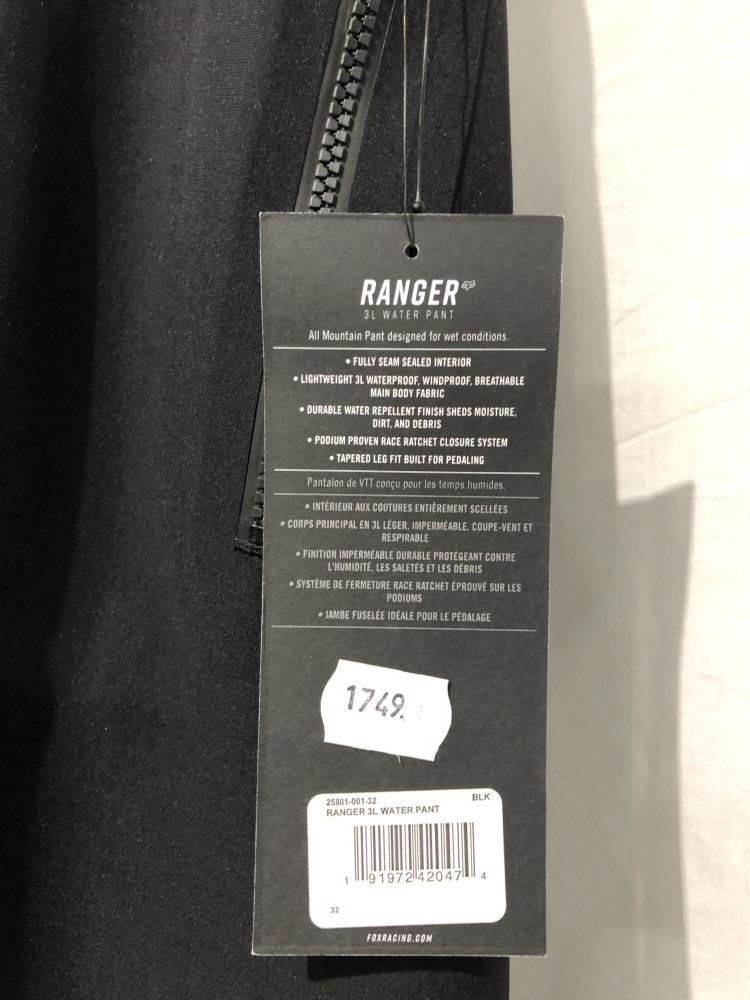 RANGER
3L WATER PANT
All Mountain Pant designed for wet conditions.
• FULLY SEAM SEALED INTERIOR
• LIGHTWEIGHT 3L WATERPROOF, WINDPROOF, BREATHABLE
MAIN BODY FABRIC
• DURABLE WATER REPELLENT FINISH SHEDS MOISTURE,
DIRT, AND DEBRIS
• PODIUM PROVEN RACE RATCHET CLOSURE SYSTEM
• TAPERED LEG FIT BUILT FOR PEDALING
Pantalon de VTT conçu pour les temps humides.
• INTÉRIEUR AUX COUTURES ENTIÈREMENT SCELLÉES
• CORPS PRINCIPAL EN 3L LÉGER, IMPERMÉABLE, COUPE-VENT ET
RESPIRABLE
• FINITION IMPERMÉABLE DURABLE PROTÉGEANT CONTRE
L'HUMIDITÉ, LES SALETÉS ET LES DÉBRIS
• SYSTÈME DE FERMETURE RACE RATCHET ÉPROUVÉ SUR LES
PODIUMS
• JAMBE FUSELÉE IDÉALE POUR LE PÉDALAGE
1749.
25801-001-32 BLK
RANGER 3L WATER PANT
1 91972 42047 4
32
FOXRACING.COM